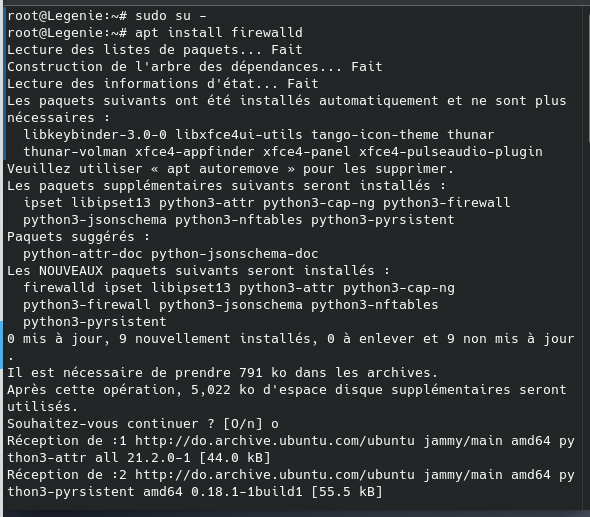 root@Legenie:~# sudo su -
root@Legenie:~# apt install firewalld
Lecture des listes de paquets... Fait
Construction de l'arbre des dépendances... Fait
Lecture des informations d'état... Fait
Les paquets suivants ont été installés automatiquement et ne sont plus
nécessaires :
  libkeybinder-3.0-0 libxfce4ui-utils tango-icon-theme thunar
  thunar-volman xfce4-appfinder xfce4-panel xfce4-pulseaudio-plugin
Veuillez utiliser « apt autoremove » pour les supprimer.
Les paquets supplémentaires suivants seront installés :
  ipset libipset13 python3-attr python3-cap-ng python3-firewall
  python3-jsonschema python3-nftables python3-pyrsistent
Paquets suggérés :
  python-attr-doc python-jsonschema-doc
Les NOUVEAUX paquets suivants seront installés :
  firewalld ipset libipset13 python3-attr python3-cap-ng
  python3-firewall python3-jsonschema python3-nftables
  python3-pyrsistent
0 mis à jour, 9 nouvellement installés, 0 à enlever et 9 non mis à jour
.
Il est nécessaire de prendre 791 ko dans les archives.
Après cette opération, 5,022 ko d'espace disque supplémentaires seront
utilisés.
Souhaitez-vous continuer ? [O/n] o
Réception de :1 http://do.archive.ubuntu.com/ubuntu jammy/main amd64 py
thon3-attr all 21.2.0-1 [44.0 kB]
Réception de :2 http://do.archive.ubuntu.com/ubuntu jammy/main amd64 py
thon3-pyrsistent amd64 0.18.1-1build1 [55.5 kB]